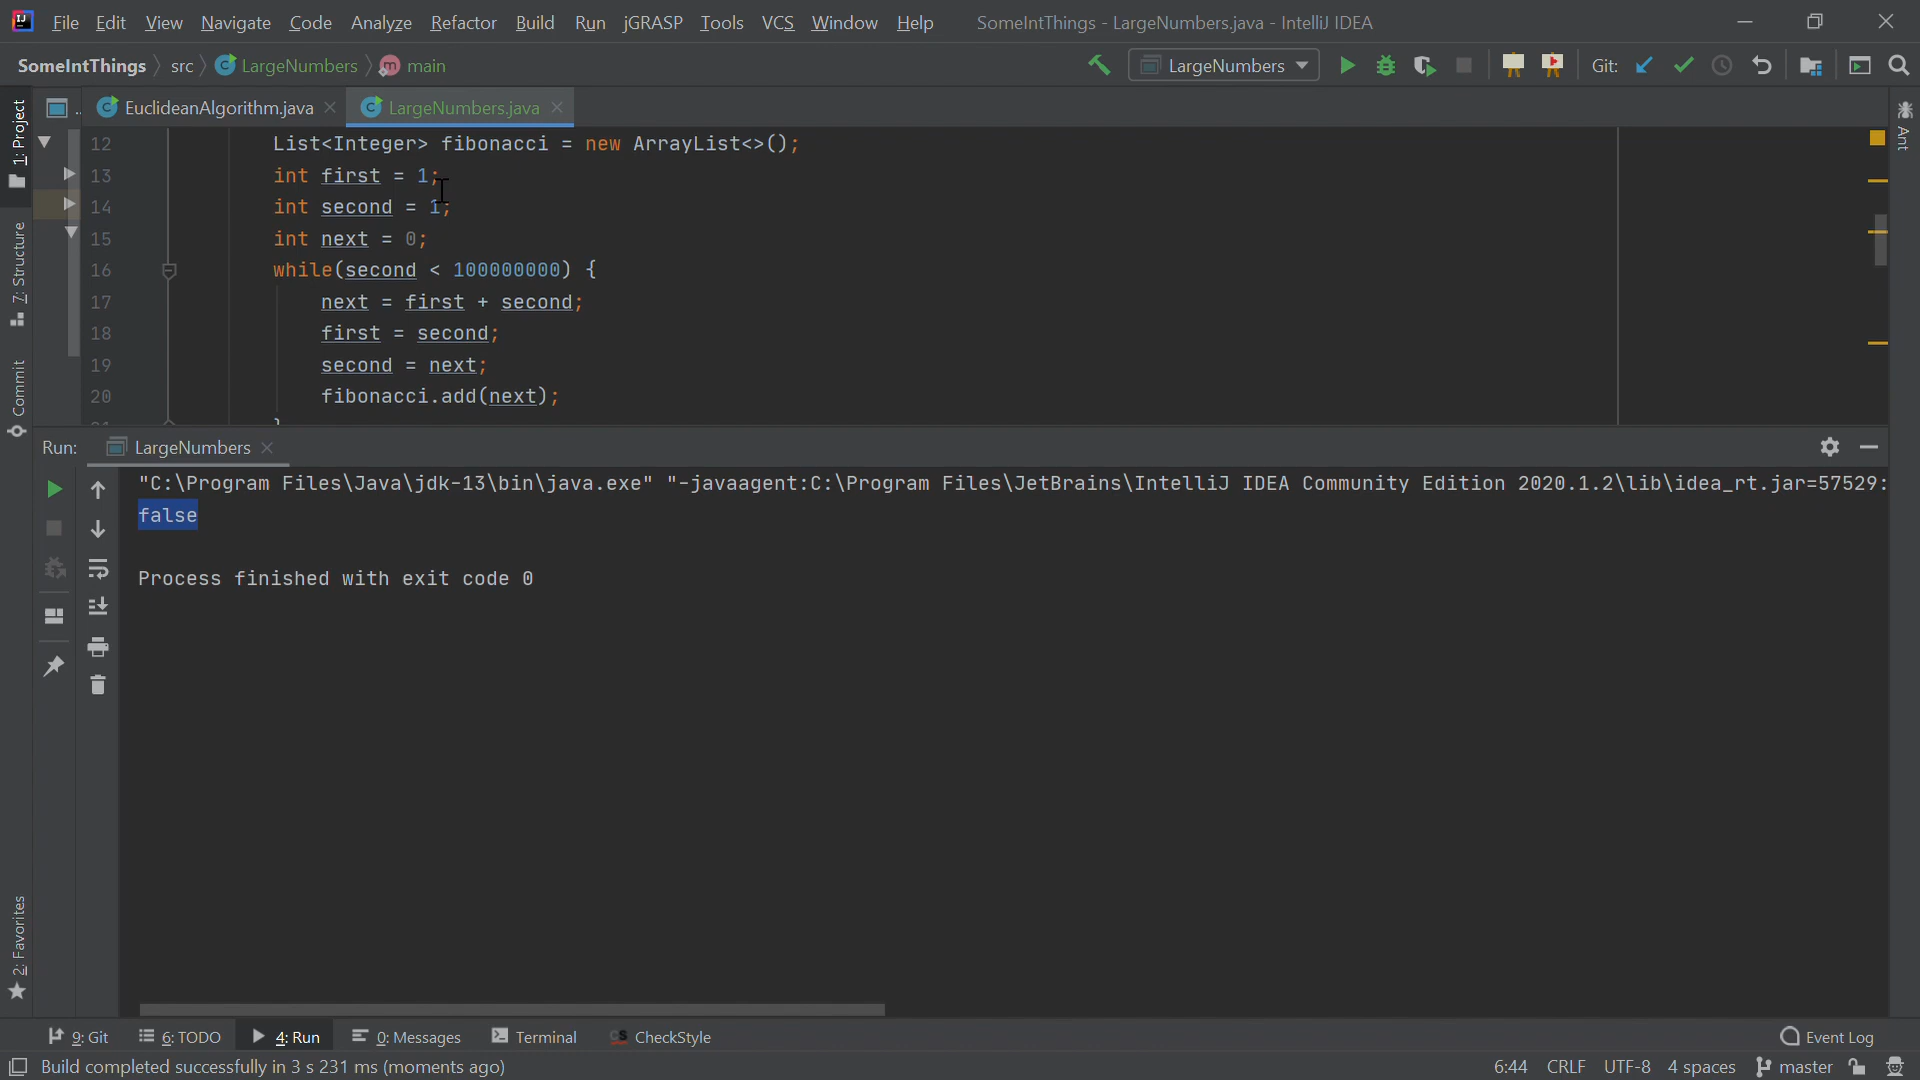 File Edit View Navigate Code Analyze Refactor Build Run jGRASP Tools VCS Window Help SomeIntThings - LargeNumbers.java - IntelliJ IDEA
SomeIntThings src LargeNumbers main LargeNumbers Git:
1: Project
7: Structure
Commit
2: Favorites
Ant
EuclideanAlgorithm.java LargeNumbers.java
12 List<Integer> fibonacci = new ArrayList<>();
13 int first = 1;
14 int second = 1;
15 int next = 0;
16 while(second < 100000000) {
17 next = first + second;
18 first = second;
19 second = next;
20 fibonacci.add(next);
Run: LargeNumbers
"C:\Program Files\Java\jdk-13\bin\java.exe" "-javaagent:C:\Program Files\JetBrains\IntelliJ IDEA Community Edition 2020.1.2\lib\idea_rt.jar=57529:
false
Process finished with exit code 0
9: Git 6: TODO 4: Run 0: Messages Terminal CS CheckStyle Event Log
Build completed successfully in 3 s 231 ms (moments ago) 6:44 CRLF UTF-8 4 spaces master